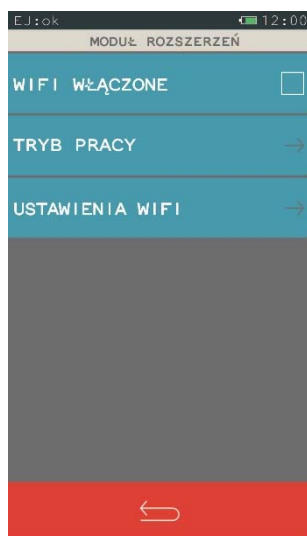 EJ:ok 12:00
MODUŁ ROZSZERZEŃ
WIFI WŁĄCZONE
TRYB PRACY
USTAWIENIA WIFI